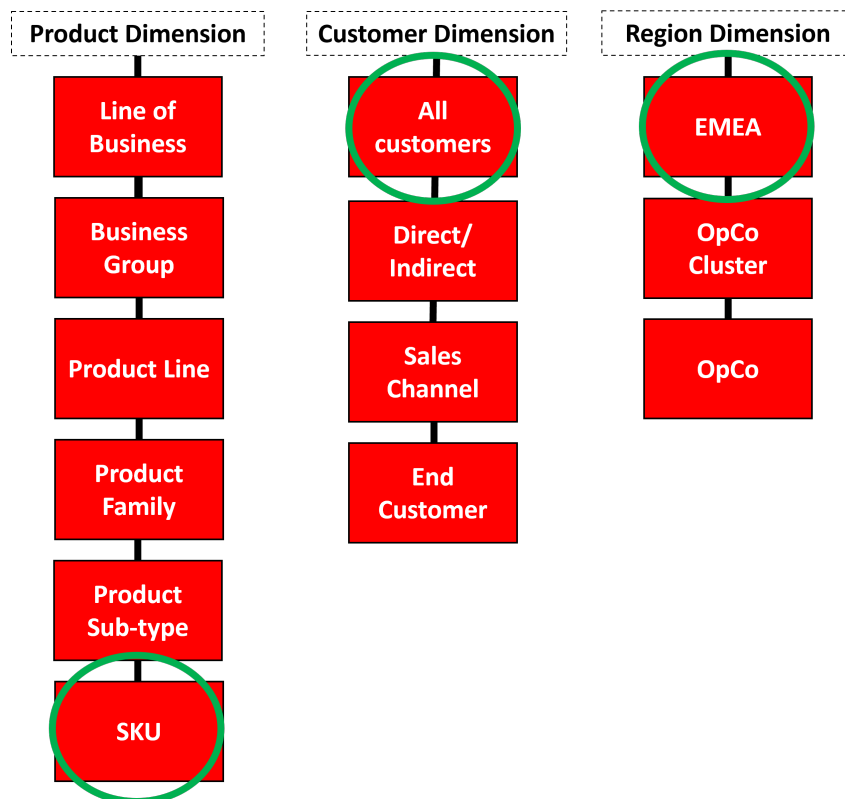 Product Dimension
Line of
Business
Business
Group
Product Line
Product
Family
Product
Sub-type
SKU
Customer Dimension
All
customers
Direct/
Indirect
Sales
Channel
End
Customer
Region Dimension
EMEA
OpCo
Cluster
OpCo